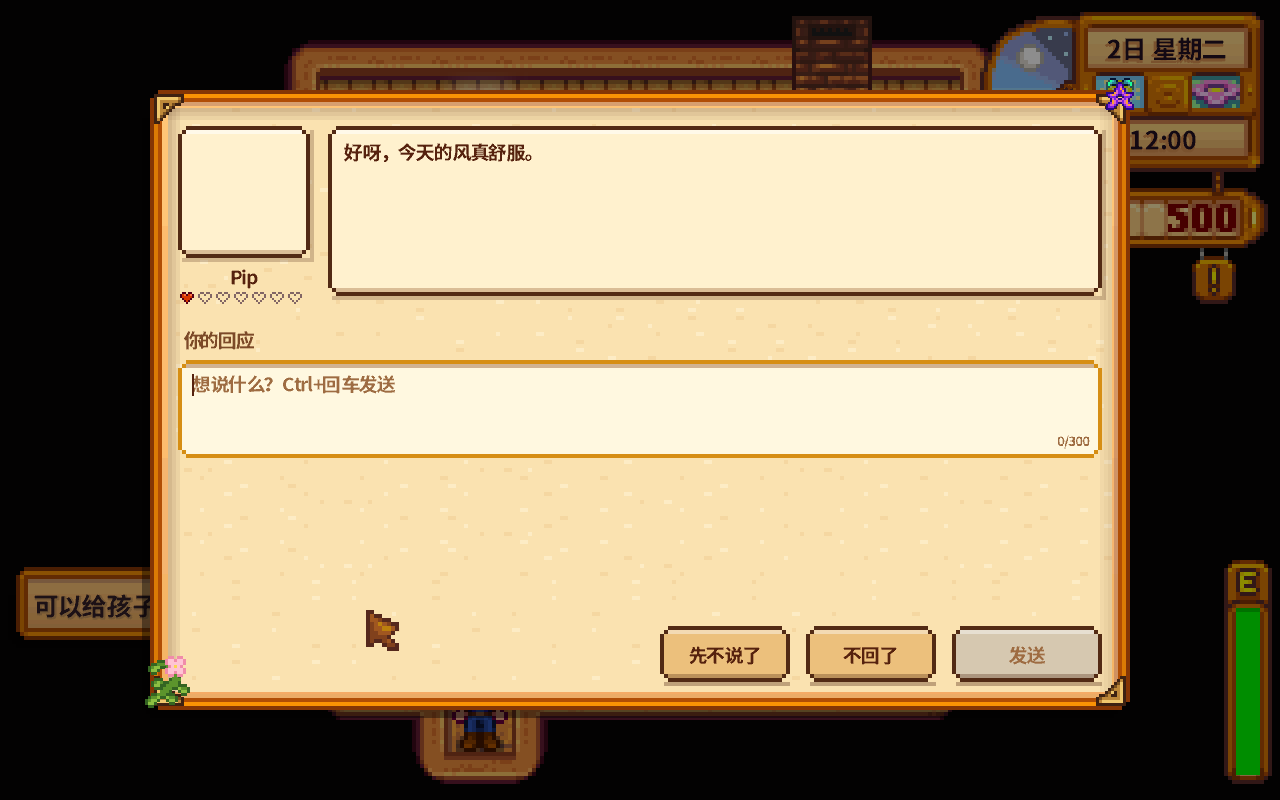 2日 星期二
12:00
500
好呀，今天的风真舒服。
Pip
你的回应
想说什么？Ctrl+回车发送
0/300
可以给孩子
先不说了
不回了
发送
E